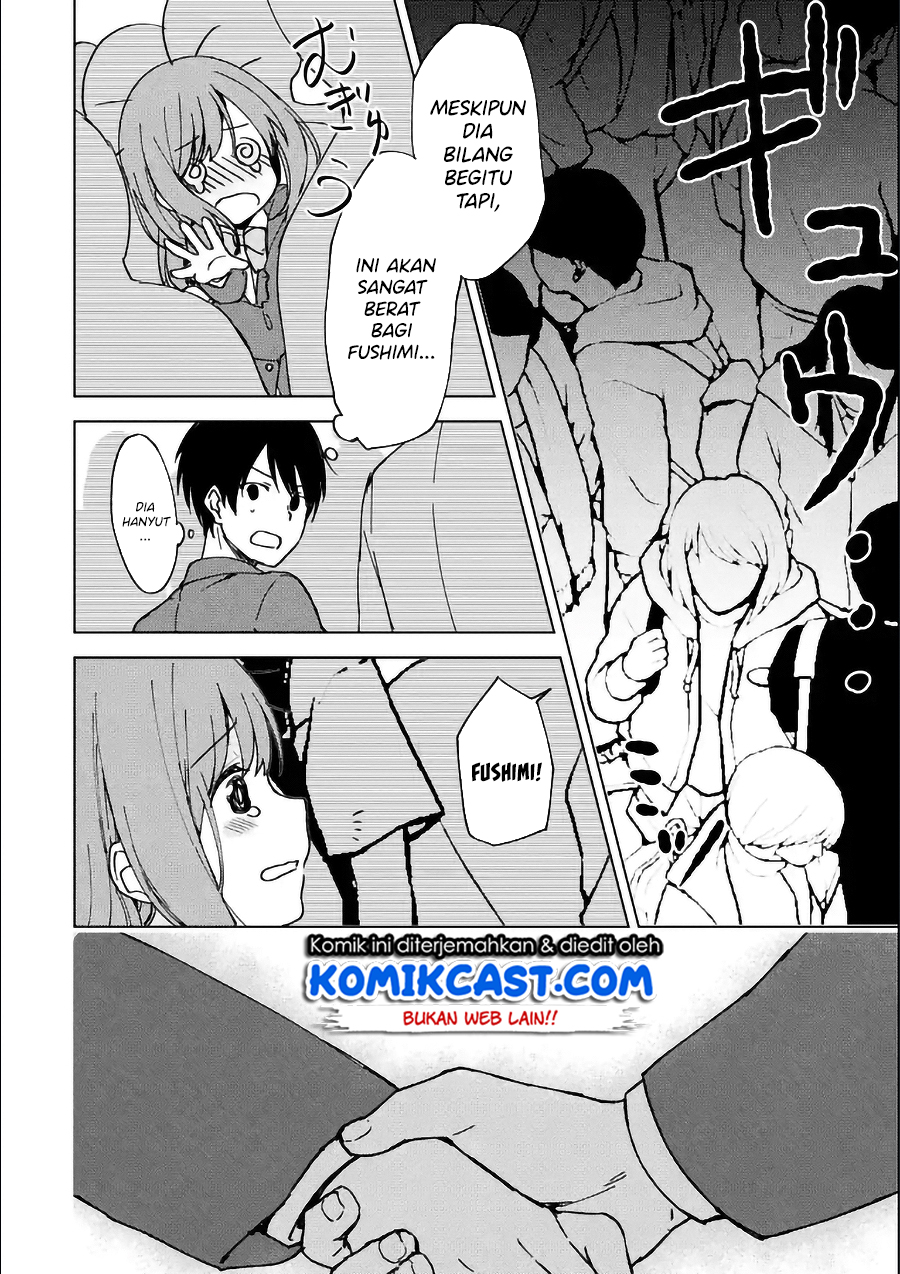 ギュウ
MESKIPUN
DIA
BILANG
BEGITU
TAPI,
INI AKAN
SANGAT
BERAT
BAGI
FUSHIMI...
むぎゅう
DIA
HANYUT
...
FUSHIMI!
Komik ini diterjemahkan & diedit oleh
KOMIKCAST.COM
BUKAN WEB LAIN!!